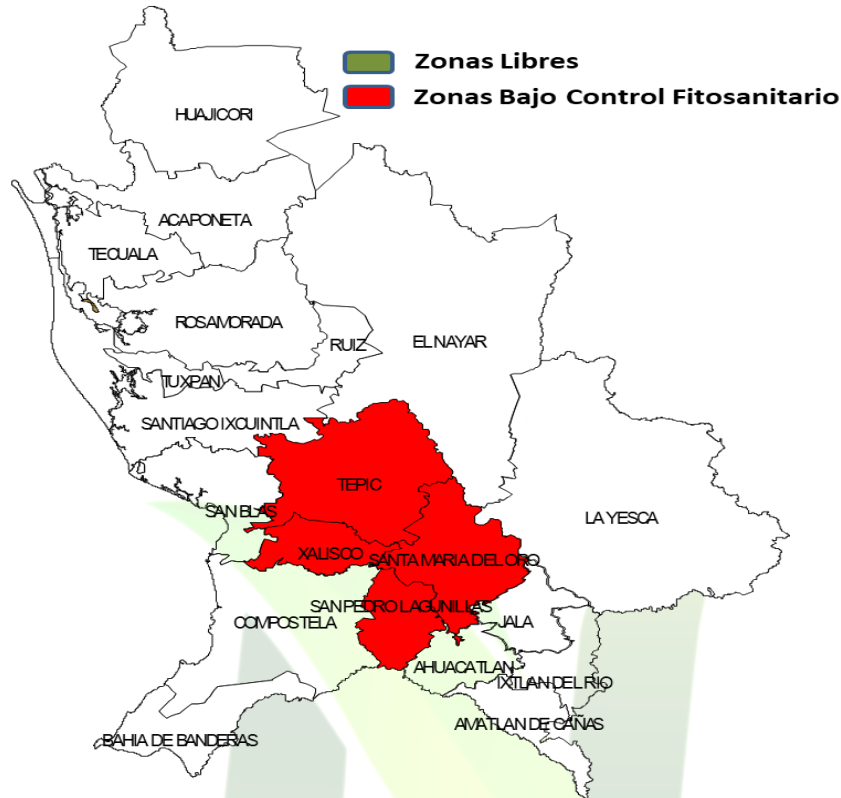 Zonas Libres
Zonas Bajo Control Fitosanitario
HUAJICORI
ACAPONETA
TECUALA
ROSAMORADA
RUIZ
EL NAYAR
TUXPAN
SANTIAGO IXCUINTLA
TEPIC
SAN BLAS
LA YESCA
XALISCO
SANTA MARIA DEL ORO
SAN PEDRO LAGUNILLAS
COMPOSTELA
JALA
AHUACATLAN
IXTLAN DEL RIO
AMATLAN DE CAÑAS
BAHIA DE BANDERAS